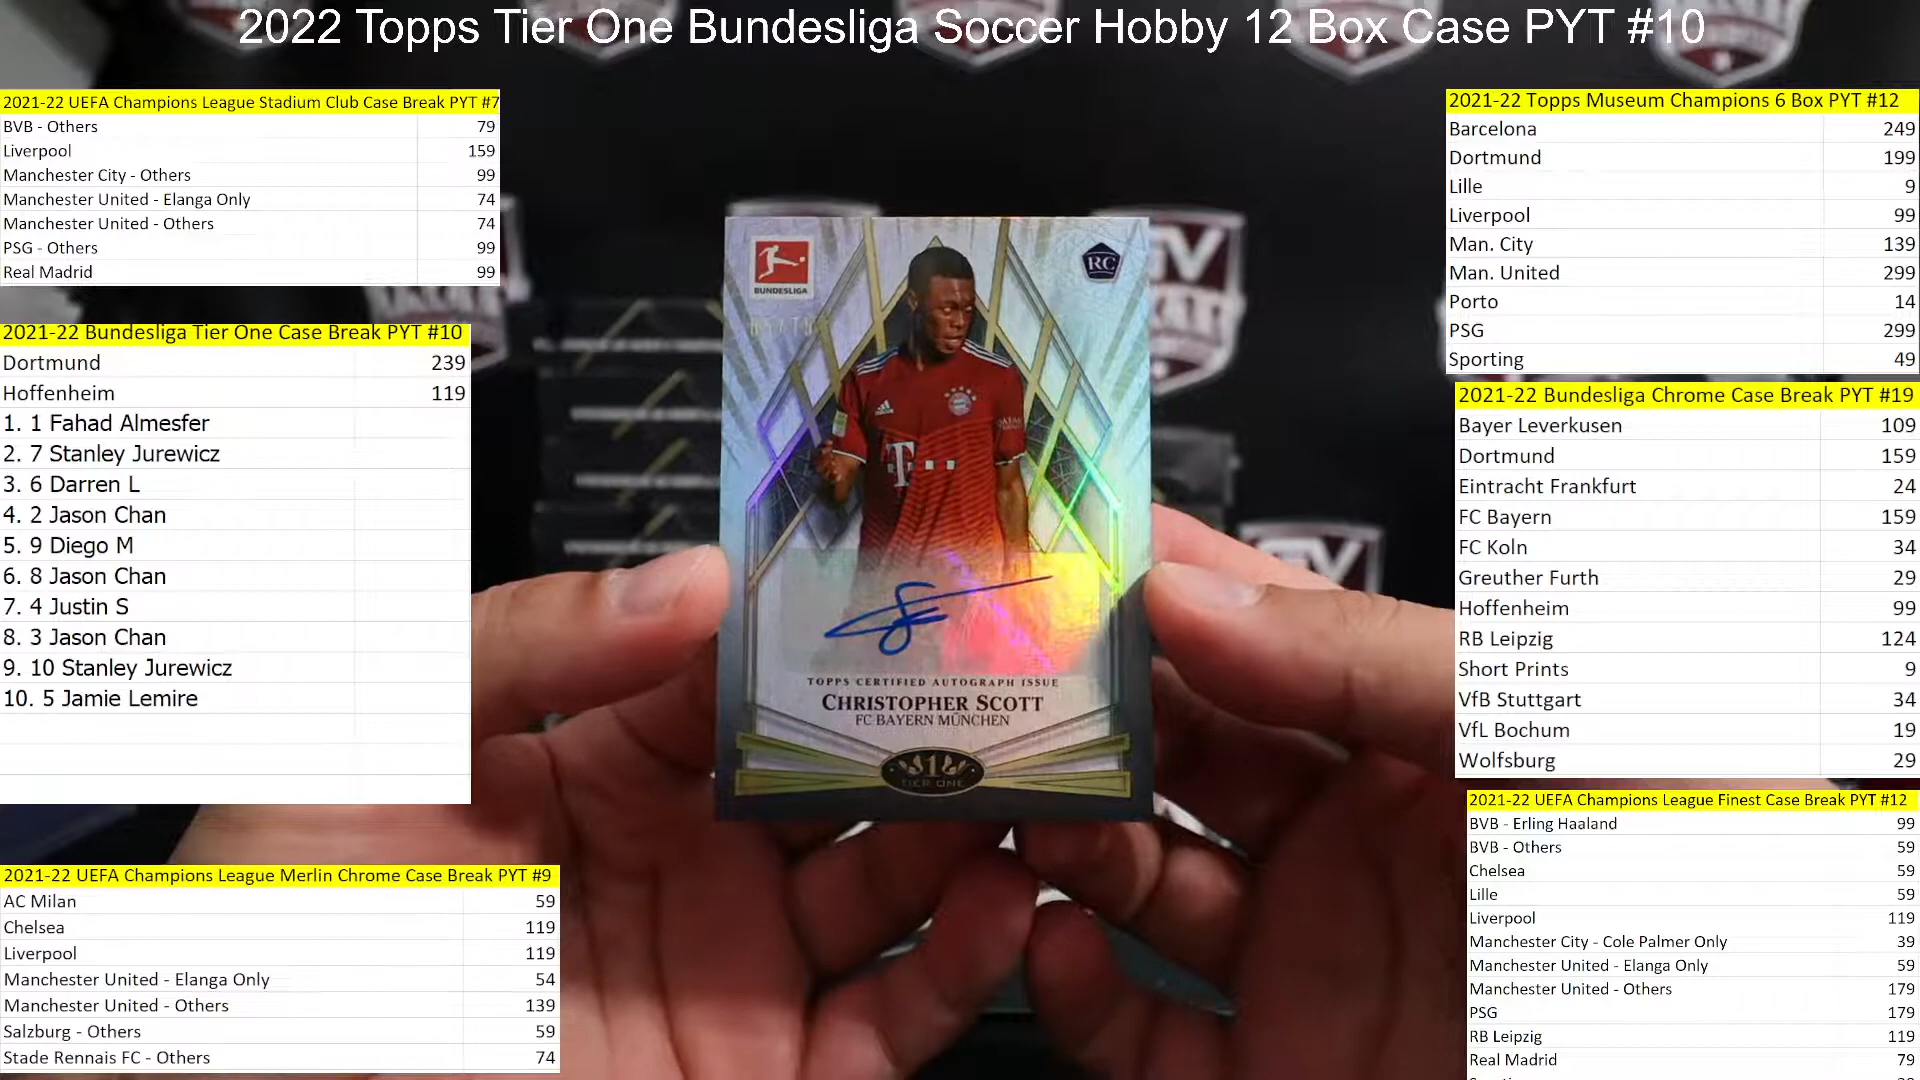 2022 Topps Tier One Bundesliga Soccer Hobby 12 Box Case PYT #10
2021-22 UEFA Champions League Stadium Club Case Break PYT #7
BVB - Others 79
Liverpool 159
Manchester City - Others 99
Manchester United - Elanga Only 74
Manchester United - Others 74
PSG - Others 99
Real Madrid 99
2021-22 Bundesliga Tier One Case Break PYT #10
Dortmund 239
Hoffenheim 119
1. 1 Fahad Almesfer
2. 7 Stanley Jurewicz
3. 6 Darren L
4. 2 Jason Chan
5. 9 Diego M
6. 8 Jason Chan
7. 4 Justin S
8. 3 Jason Chan
9. 10 Stanley Jurewicz
10. 5 Jamie Lemire
2021-22 UEFA Champions League Merlin Chrome Case Break PYT #9
AC Milan 59
Chelsea 119
Liverpool 119
Manchester United - Elanga Only 54
Manchester United - Others 139
Salzburg - Others 59
Stade Rennais FC - Others 74
BUNDESLIGA
RC
T
TOPPS CERTIFIED AUTOGRAPH ISSUE
CHRISTOPHER SCOTT
FC BAYERN MÜNCHEN
1
TIER ONE
2021-22 Topps Museum Champions 6 Box PYT #12
Barcelona 249
Dortmund 199
Lille 9
Liverpool 99
Man. City 139
Man. United 299
Porto 14
PSG 299
Sporting 49
2021-22 Bundesliga Chrome Case Break PYT #19
Bayer Leverkusen 109
Dortmund 159
Eintracht Frankfurt 24
FC Bayern 159
FC Koln 34
Greuther Furth 29
Hoffenheim 99
RB Leipzig 124
Short Prints 9
VfB Stuttgart 34
VfL Bochum 19
Wolfsburg 29
2021-22 UEFA Champions League Finest Case Break PYT #12
BVB - Erling Haaland 99
BVB - Others 59
Chelsea 59
Lille 59
Liverpool 119
Manchester City - Cole Palmer Only 39
Manchester United - Elanga Only 59
Manchester United - Others 179
PSG 179
RB Leipzig 119
Real Madrid 79